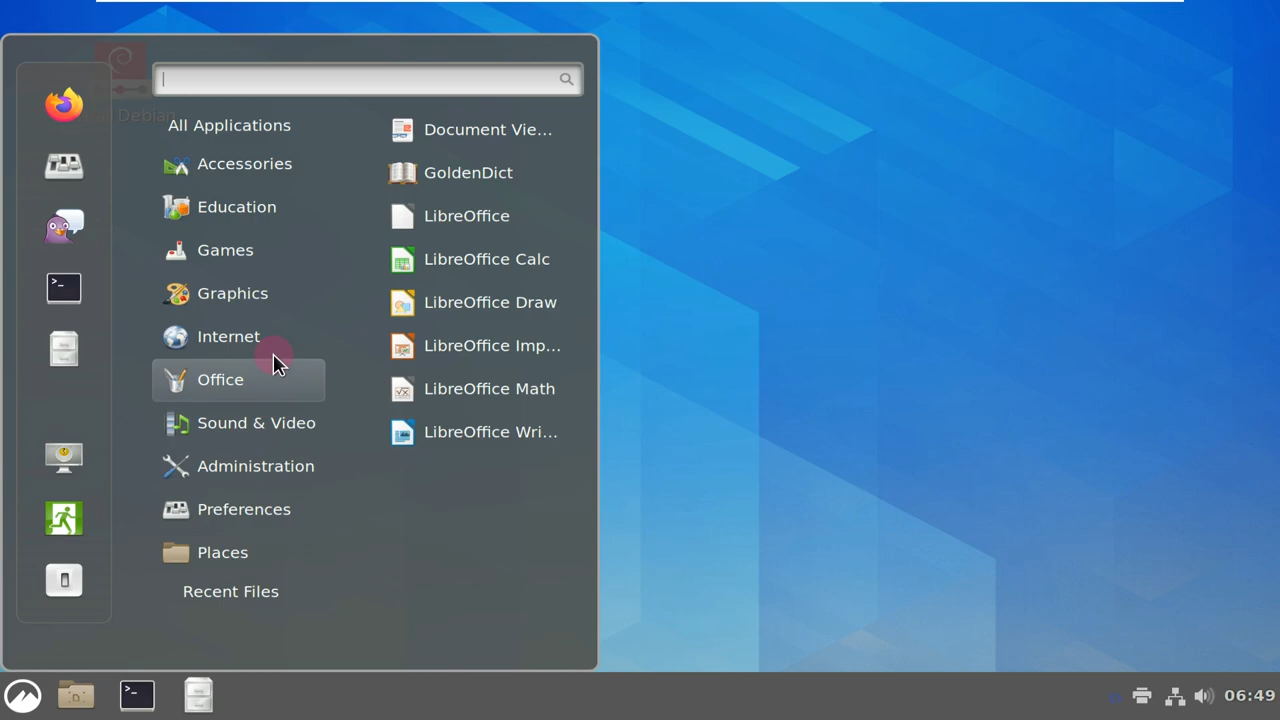 Debian
All Applications
Accessories
Education
Games
Graphics
Internet
Office
Sound & Video
Administration
Preferences
Places
Recent Files
Document Vie...
GoldenDict
LibreOffice
LibreOffice Calc
LibreOffice Draw
LibreOffice Imp...
LibreOffice Math
LibreOffice Wri...
06:49